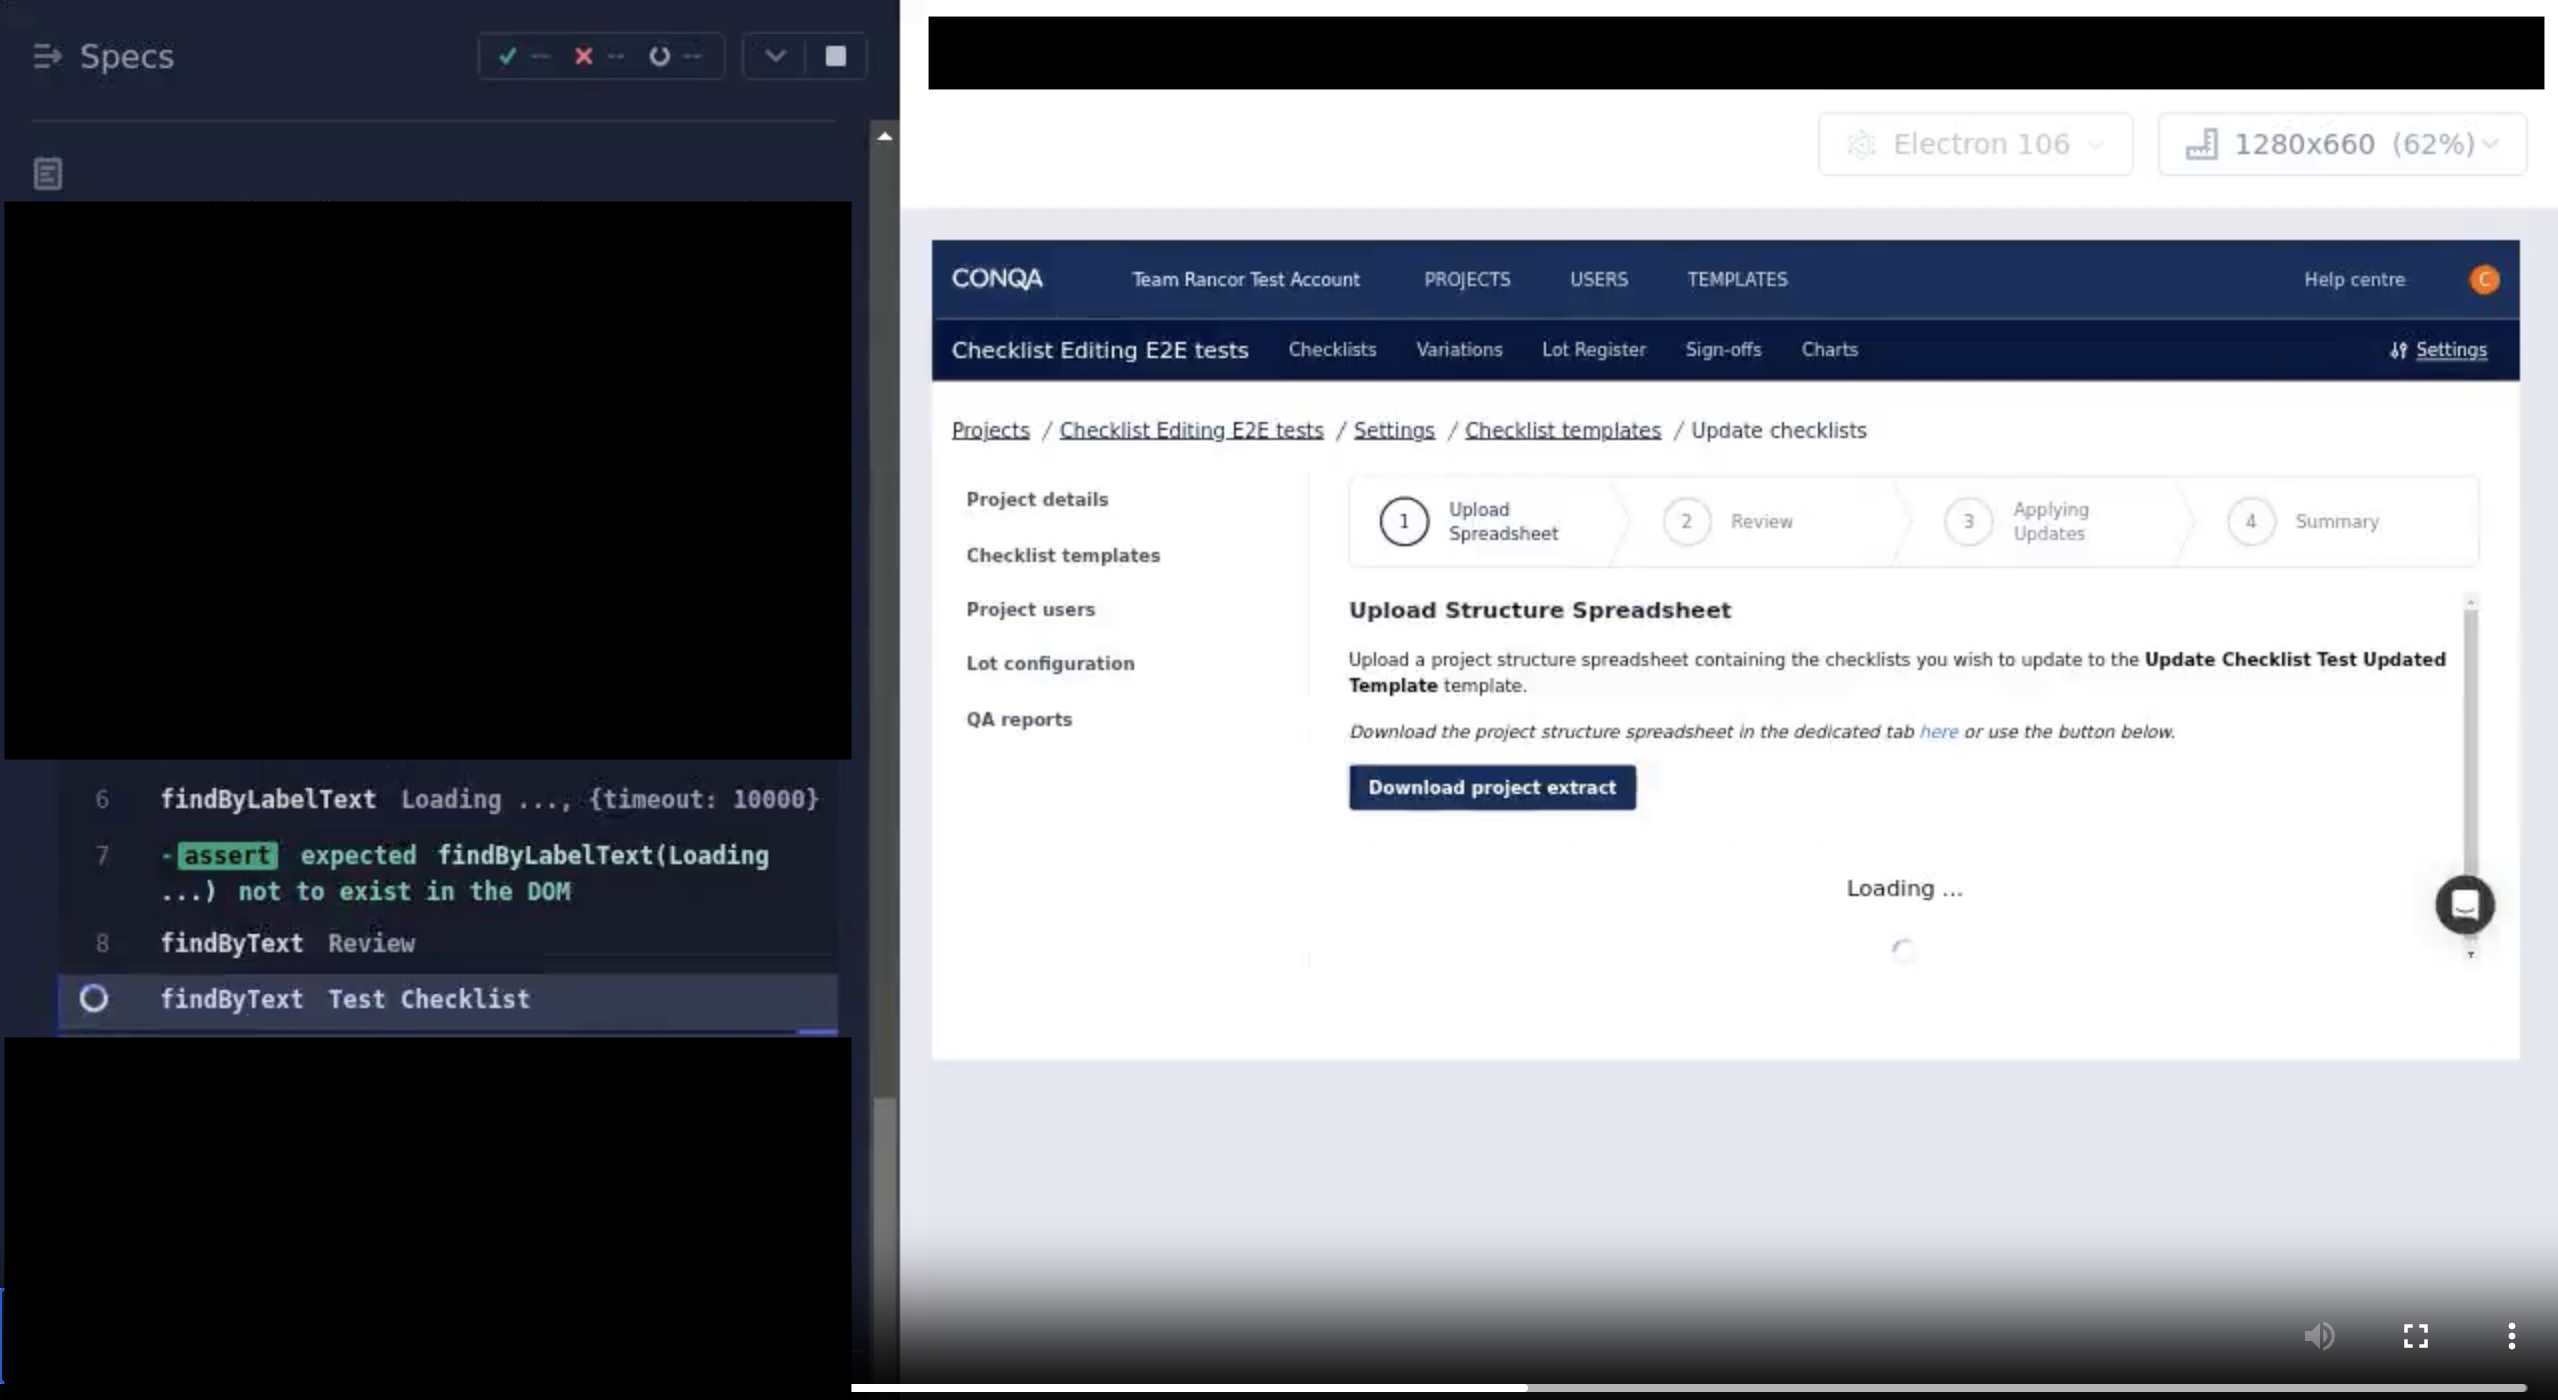 Specs
--
--
--
Electron 106
1280x660 (62%)
CONQA
Team Rancor Test Account
PROJECTS
USERS
TEMPLATES
Help centre
C
Checklist Editing E2E tests
Checklists
Variations
Lot Register
Sign-offs
Charts
Settings
Projects / Checklist Editing E2E tests / Settings / Checklist templates / Update checklists
Project details
Checklist templates
Project users
Lot configuration
QA reports
1
Upload
Spreadsheet
2
Review
3
Applying
Updates
4
Summary
Upload Structure Spreadsheet
Upload a project structure spreadsheet containing the checklists you wish to update to the Update Checklist Test Updated
Template template.
Download the project structure spreadsheet in the dedicated tab here or use the button below.
Download project extract
Loading ...
6 findByLabelText Loading ..., {timeout: 10000}
7 -assert expected findByLabelText(Loading
...) not to exist in the DOM
8 findByText Review
findByText Test Checklist